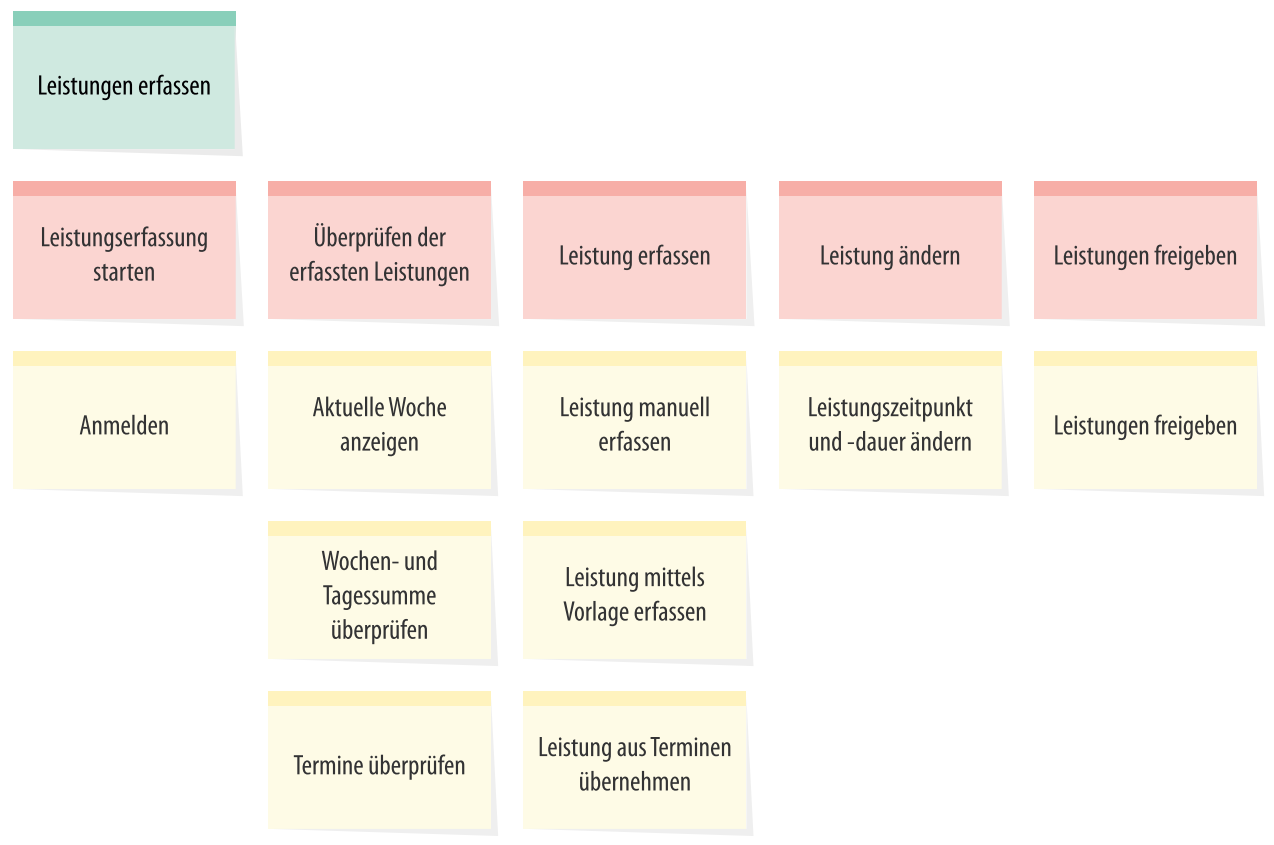 Leistungen erfassen
Leistungserfassung
starten
Überprüfen der
erfassten Leistungen
Leistung erfassen
Leistung ändern
Leistungen freigeben
Anmelden
Aktuelle Woche
anzeigen
Leistung manuell
erfassen
Leistungszeitpunkt
und -dauer ändern
Leistungen freigeben
Wochen- und
Tagessumme
überprüfen
Leistung mittels
Vorlage erfassen
Termine überprüfen
Leistung aus Terminen
übernehmen